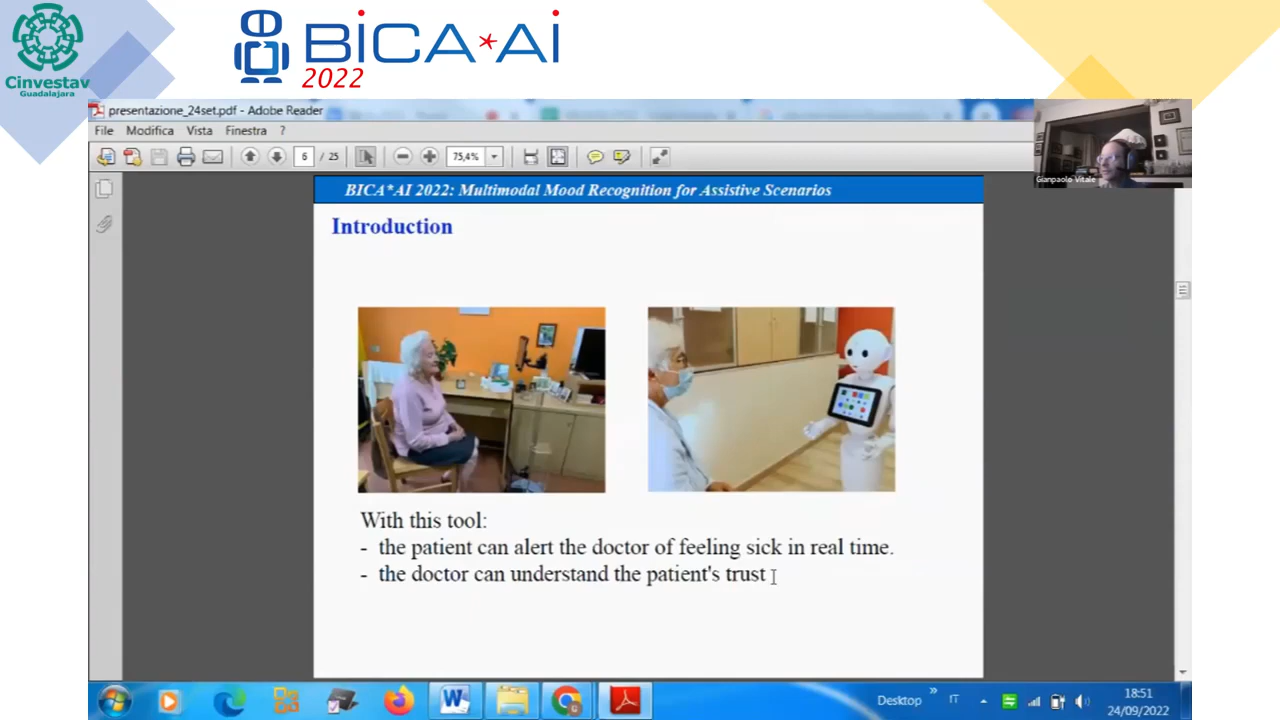 Cinvestav
Guadalajara
BiCA*Ai
2022
presentazione_24set.pdf - Adobe Reader
File Modifica Vista Finestra ?
6 / 25 75,4%
Gianpaolo Vitale
BICA*AI 2022: Multimodal Mood Recognition for Assistive Scenarios
Introduction
With this tool:
- the patient can alert the doctor of feeling sick in real time.
- the doctor can understand the patient's trust
Desktop » IT 18:51
24/09/2022